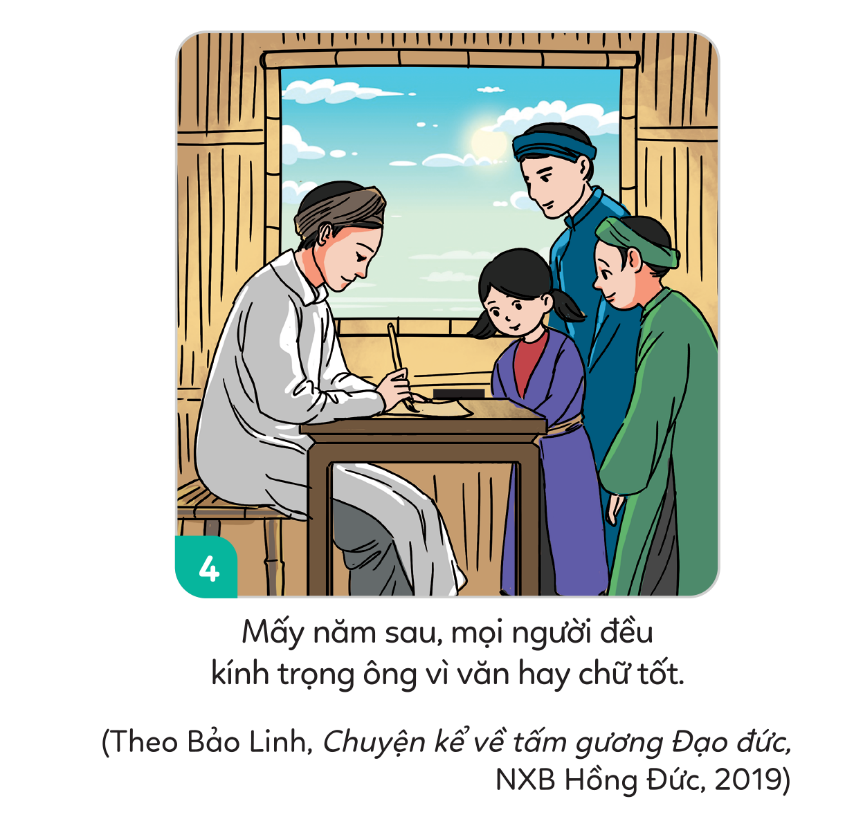 4
Mấy năm sau, mọi người đều
kính trọng ông vì văn hay chữ tốt.
(Theo Bảo Linh, Chuyện kể về tấm gương Đạo đức,
NXB Hồng Đức, 2019)